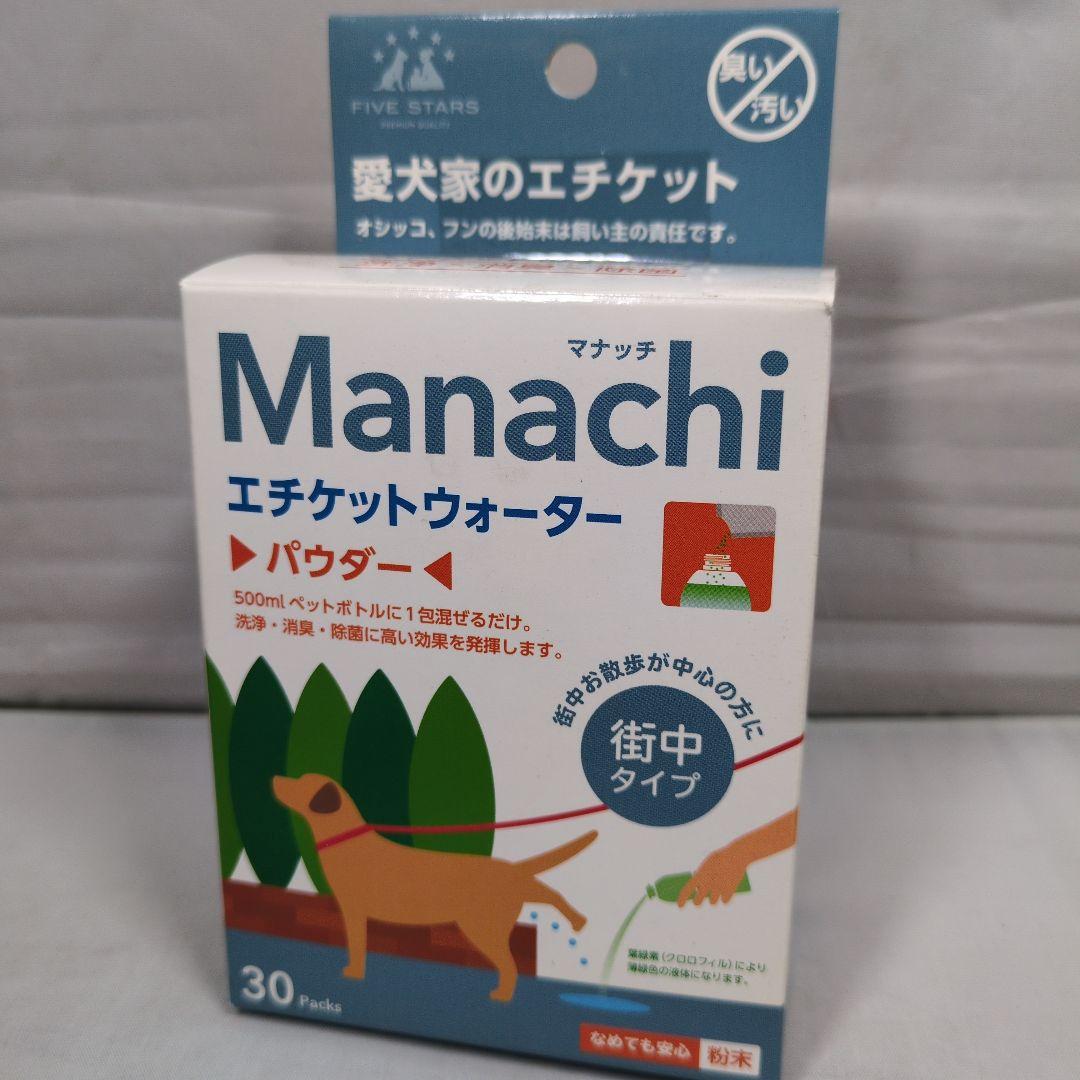 FIVE STARS
PREMIUM QUALITY
臭い
汚い
愛犬家のエチケット
オシッコ、フンの後始末は飼い主の責任です。
マナッチ
Manachi
エチケットウォーター
パウダー
500ml ペットボトルに1包混ぜるだけ。
洗浄・消臭・除菌に高い効果を発揮します。
街中お散歩が中心の方に
街中
タイプ
葉緑素（クロロフィル）により
薄緑色の液体になります。
30 Packs
なめても安心 粉末